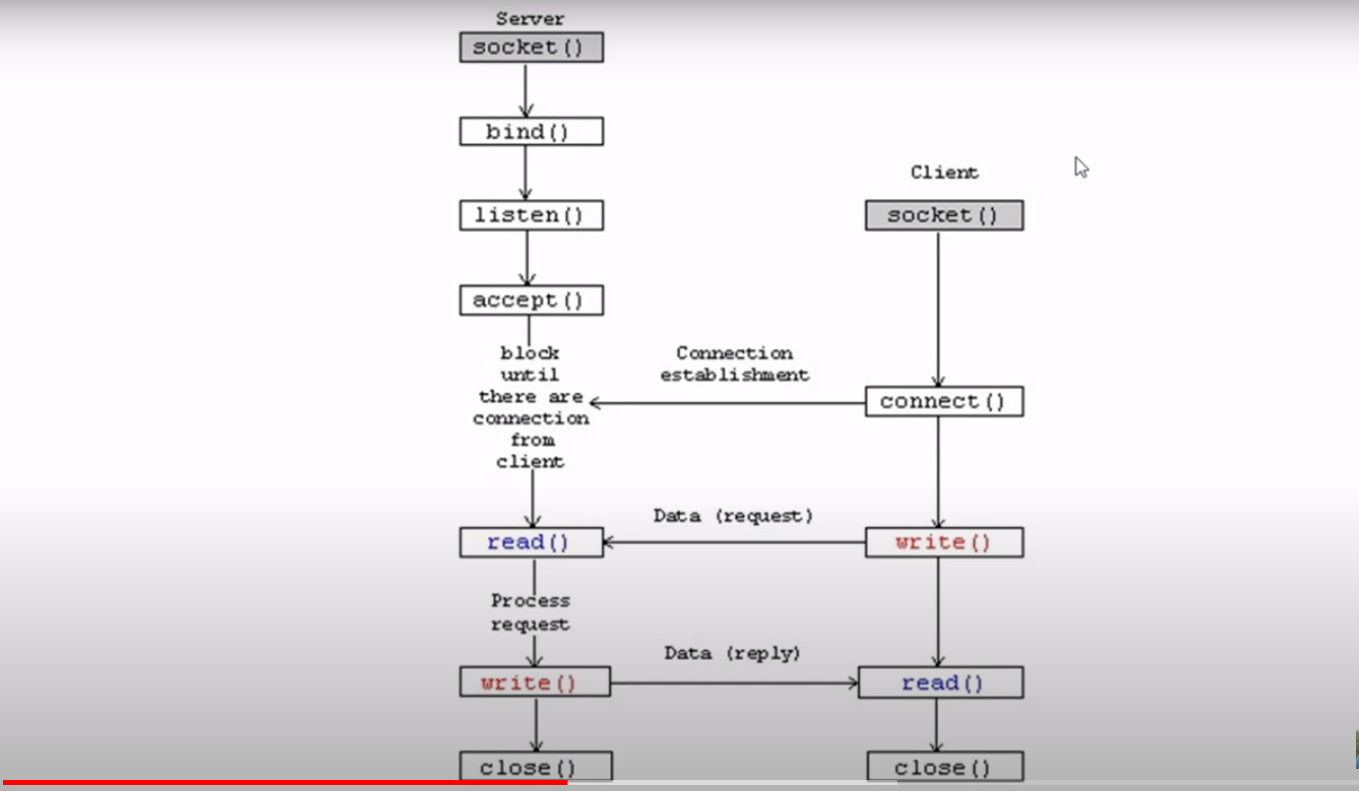 Server
socket()
bind()
listen()
accept()
block
until
there are
connection
from
client
read()
Process
request
write()
close()
Connection
establishment
Data (request)
Data (reply)
Client
socket()
connect()
write()
read()
close()